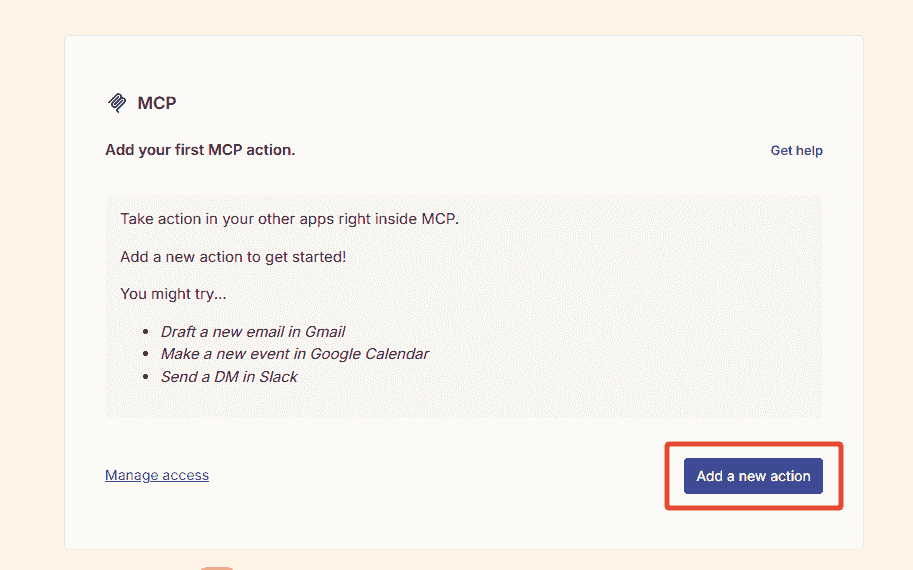 MCP
Add your first MCP action.
Get help
Take action in your other apps right inside MCP.
Add a new action to get started!
You might try...
Draft a new email in Gmail
Make a new event in Google Calendar
Send a DM in Slack
Manage access
Add a new action